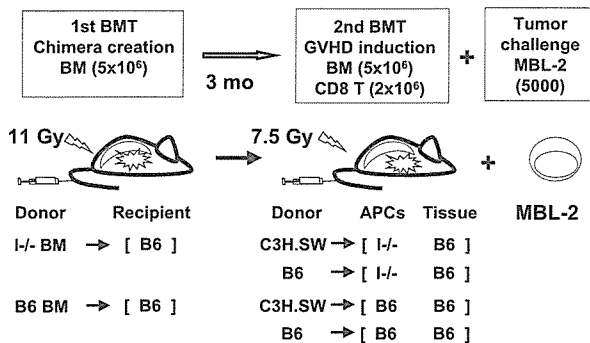 1st BMT
Chimera creation
BM (5x10⁶)
3 mo
2nd BMT
GVHD induction
BM (5x10⁶)
CD8 T (2x10⁶)
+
Tumor
challenge
MBL-2
(5000)
11 Gy
7.5 Gy
+
Donor Recipient
Donor APCs Tissue
MBL-2
I-/- BM → [ B6 ]
C3H.SW → [ I-/- B6 ]
B6 → [ I-/- B6 ]
B6 BM → [ B6 ]
C3H.SW → [ B6 B6 ]
B6 → [ B6 B6 ]